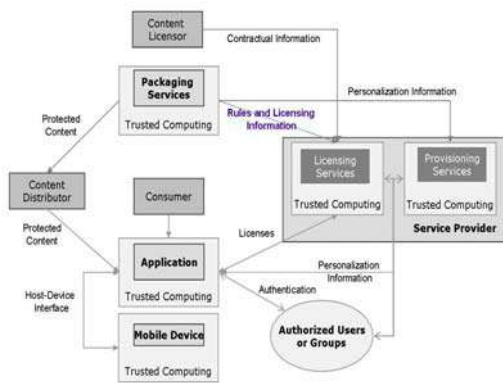 Content
Licensor
Contractual Information
Packaging
Services
Trusted Computing
Personalization Information
Rules and Licensing
Information
Protected
Content
Licensing
Services
Trusted Computing
Provisioning
Services
Trusted Computing
Service Provider
Content
Distributor
Consumer
Protected
Content
Licenses
Application
Trusted Computing
Personalization
Information
Authentication
Host-Device
Interface
Mobile Device
Trusted Computing
Authorized Users
or Groups